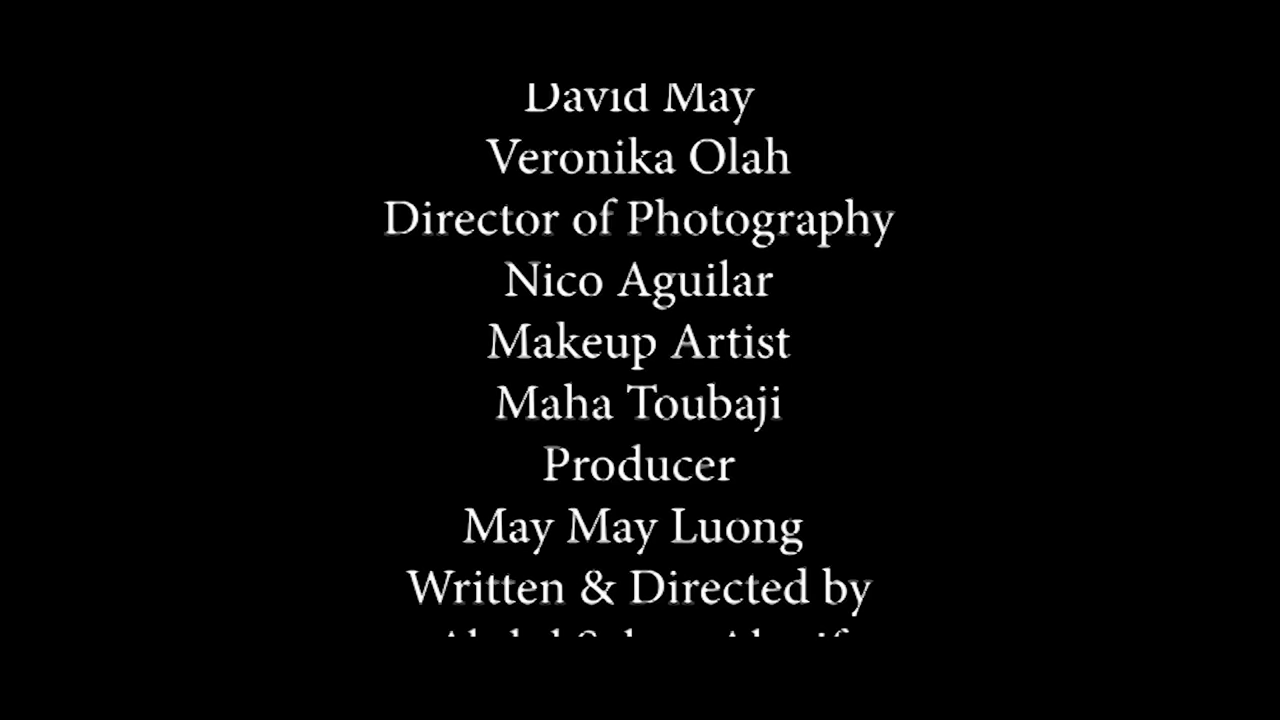 David May
Veronika Olah
Director of Photography
Nico Aguilar
Makeup Artist
Maha Toubaji
Producer
May May Luong
Written & Directed by